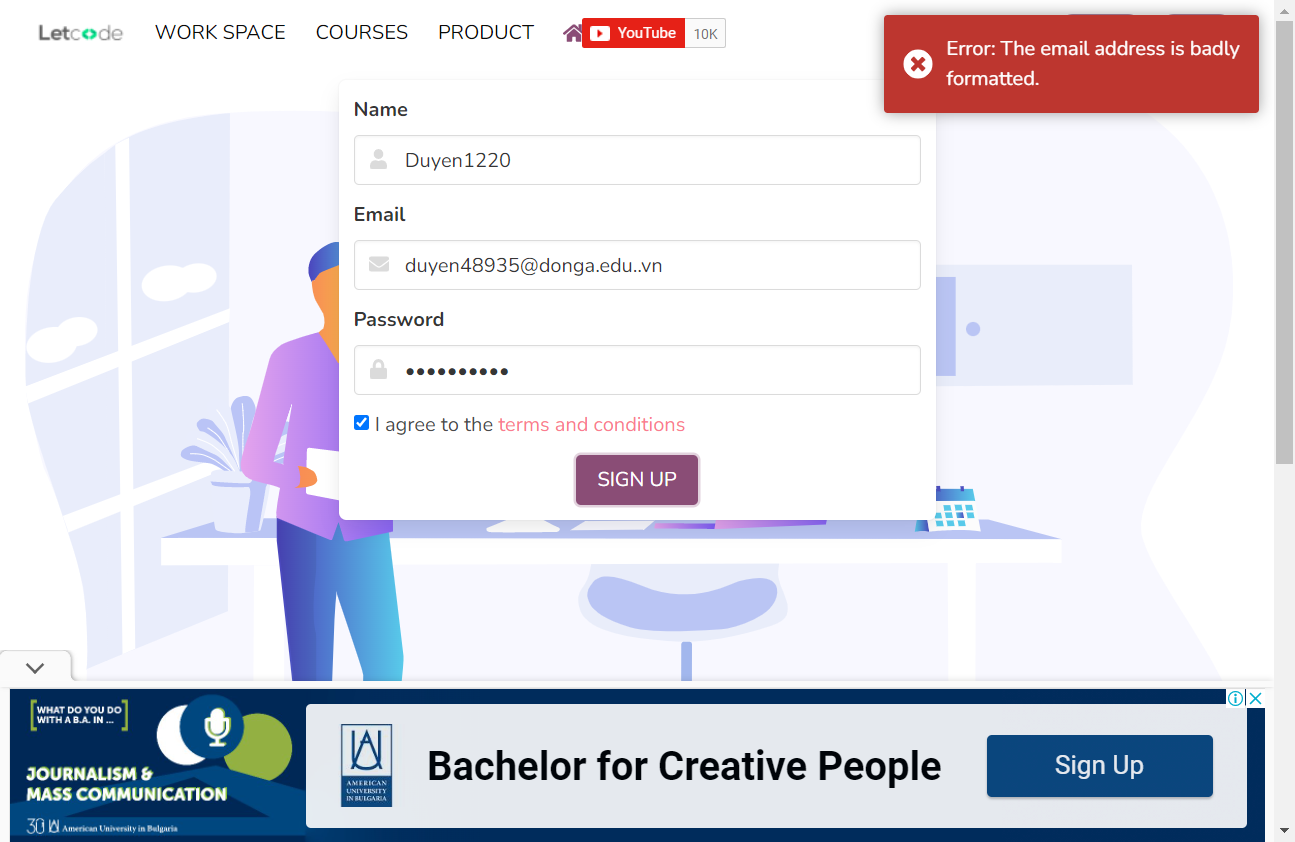 Letcode
WORK SPACE
COURSES
PRODUCT
YouTube
10K
Error: The email address is badly
formatted.
Name
Duyen1220
Email
duyen48935@donga.edu..vn
Password
••••••••••
I agree to the terms and conditions
SIGN UP
WHAT DO YOU DO
WITH A B.A. IN ...
JOURNALISM &
MASS COMMUNICATION
30 American University in Bulgaria
AMERICAN
UNIVERSITY
IN BULGARIA
Bachelor for Creative People
Sign Up